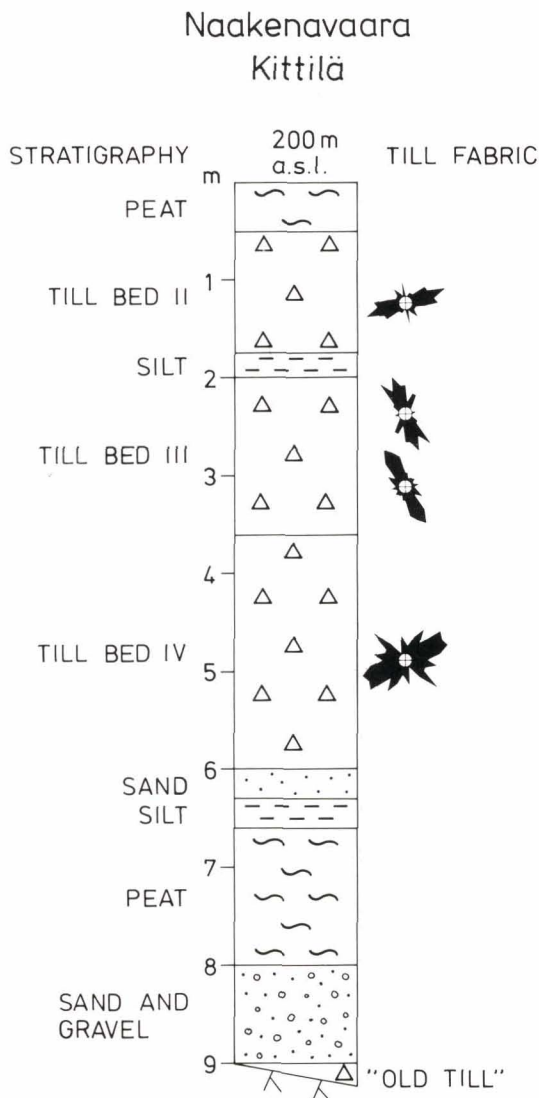 Naakenavaara
Kittilä
STRATIGRAPHY
200 m
a.s.l.
TILL FABRIC
m
PEAT
1
TILL BED II
SILT
2
TILL BED III
3
4
TILL BED IV
5
6
SAND
SILT
7
PEAT
8
SAND AND
GRAVEL
9
"OLD TILL"